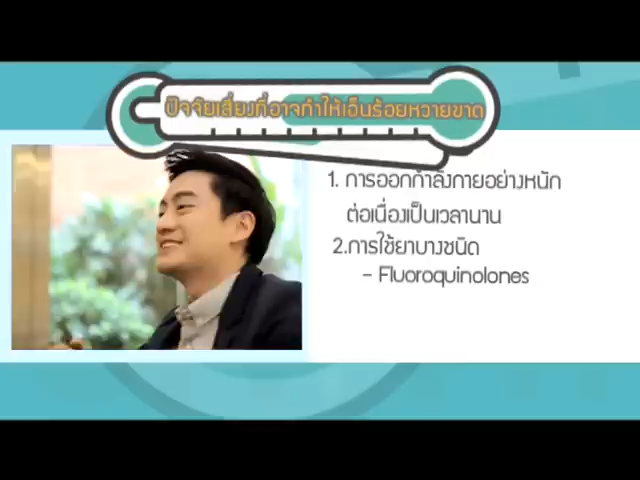 ปัจจัยเสี่ยงที่อาจทำให้เอ็นร้อยหวายขาด
1. การออกกำลังกายอย่างหนัก
ต่อเนื่องเป็นเวลานาน
2.การใช้ยาบางชนิด
- Fluoroquinolones